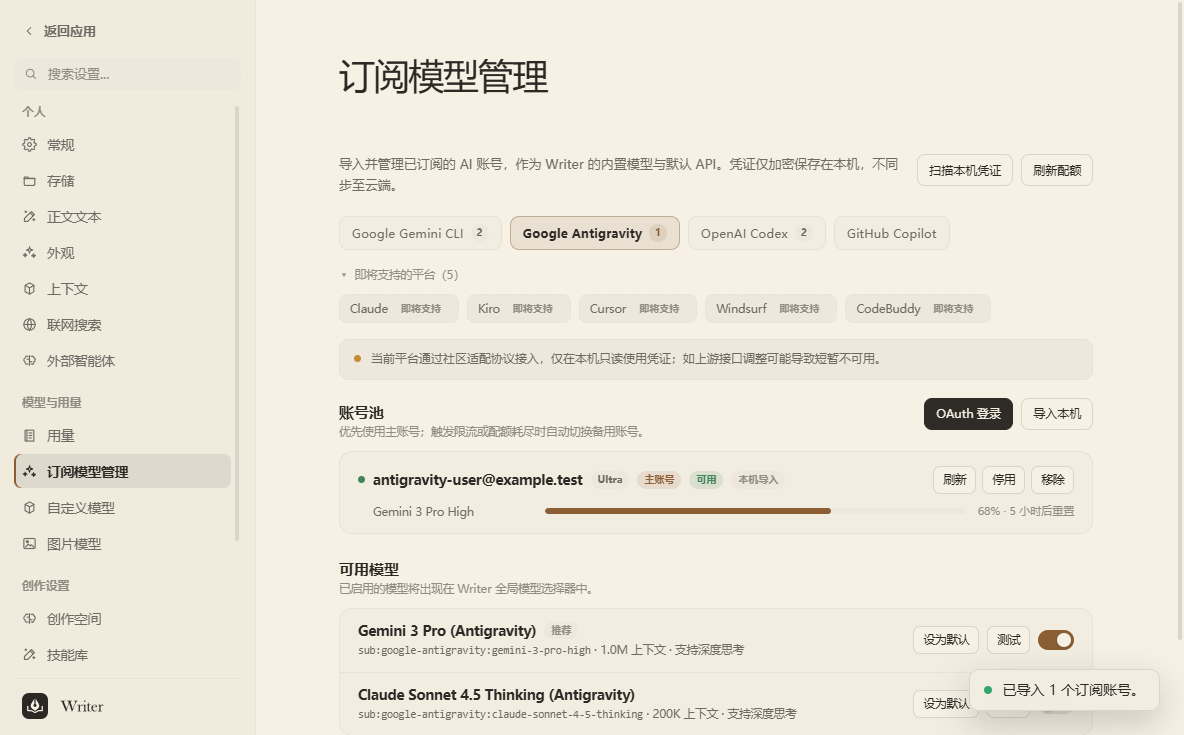 返回应用
搜索设置...
个人
常规
存储
正文文本
外观
上下文
联网搜索
外部智能体
模型与用量
用量
订阅模型管理
自定义模型
图片模型
创作设置
创作空间
技能库
Writer
订阅模型管理
导入并管理已订阅的 AI 账号，作为 Writer 的内置模型与默认 API。凭证仅加密保存在本机，不同
步至云端。
扫描本机凭证
刷新配额
Google Gemini CLI 2
Google Antigravity 1
OpenAI Codex 2
GitHub Copilot
即将支持的平台 (5)
Claude 即将支持
Kiro 即将支持
Cursor 即将支持
Windsurf 即将支持
CodeBuddy 即将支持
当前平台通过社区适配协议接入，仅在本机只读使用凭证；如上游接口调整可能导致短暂不可用。
账号池
优先使用主账号；触发限流或配额耗尽时自动切换备用账号。
OAuth 登录
导入本机
antigravity-user@example.test Ultra 主账号 可用 本机导入
刷新
停用
移除
Gemini 3 Pro High
68% · 5 小时后重置
可用模型
已启用的模型将出现在 Writer 全局模型选择器中。
Gemini 3 Pro (Antigravity) 推荐
sub:google-antigravity:gemini-3-pro-high · 1.0M 上下文 · 支持深度思考
设为默认
测试
Claude Sonnet 4.5 Thinking (Antigravity)
sub:google-antigravity:claude-sonnet-4-5-thinking · 200K 上下文 · 支持深度思考
设为默认
已导入 1 个订阅账号。